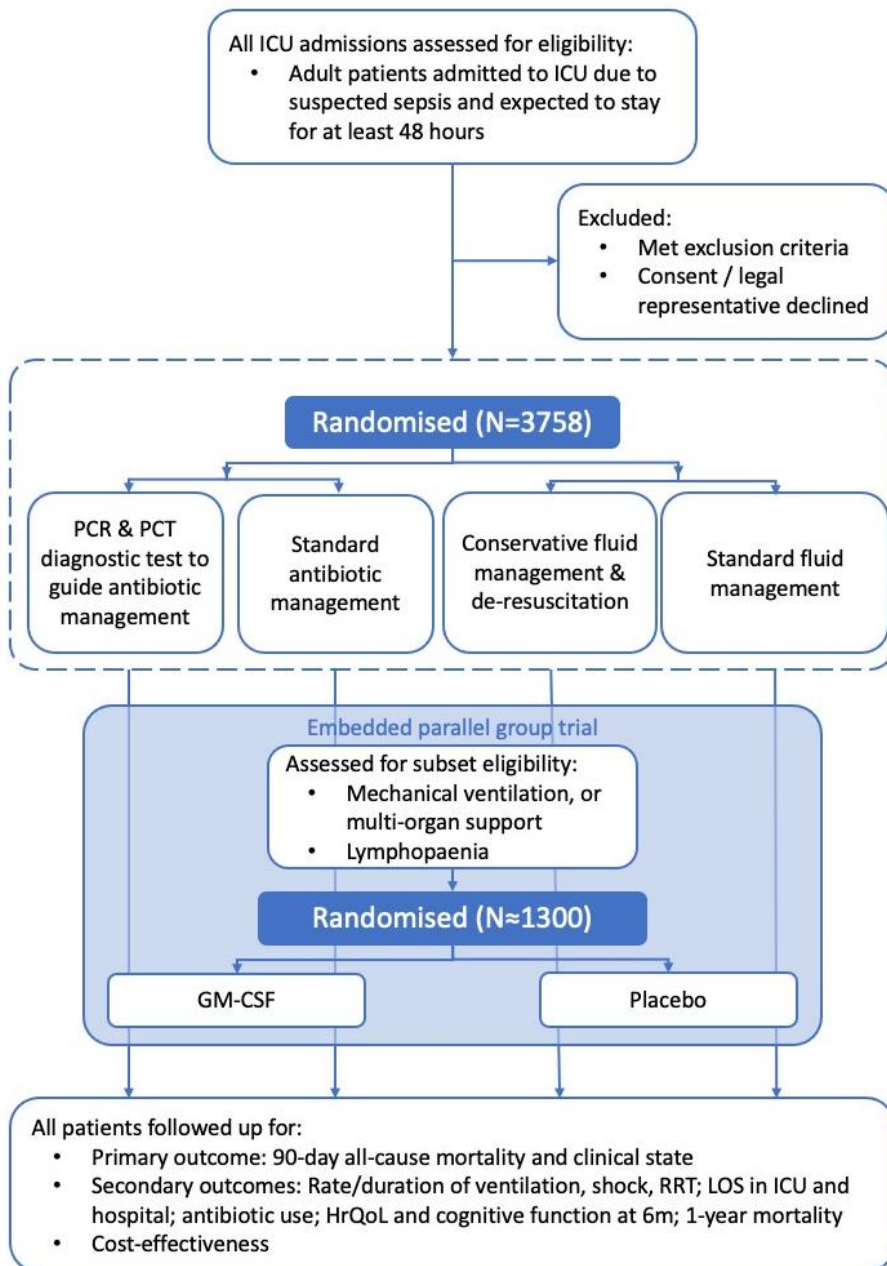 All ICU admissions assessed for eligibility:
• Adult patients admitted to ICU due to
suspected sepsis and expected to stay
for at least 48 hours
Excluded:
• Met exclusion criteria
• Consent / legal
representative declined
Randomised (N=3758)
PCR & PCT
diagnostic test to
guide antibiotic
management
Standard
antibiotic
management
Conservative fluid
management &
de-resuscitation
Standard fluid
management
Embedded parallel group trial
Assessed for subset eligibility:
• Mechanical ventilation, or
multi-organ support
• Lymphopaenia
Randomised (N≈1300)
GM-CSF
Placebo
All patients followed up for:
• Primary outcome: 90-day all-cause mortality and clinical state
• Secondary outcomes: Rate/duration of ventilation, shock, RRT; LOS in ICU and
hospital; antibiotic use; HrQoL and cognitive function at 6m; 1-year mortality
• Cost-effectiveness